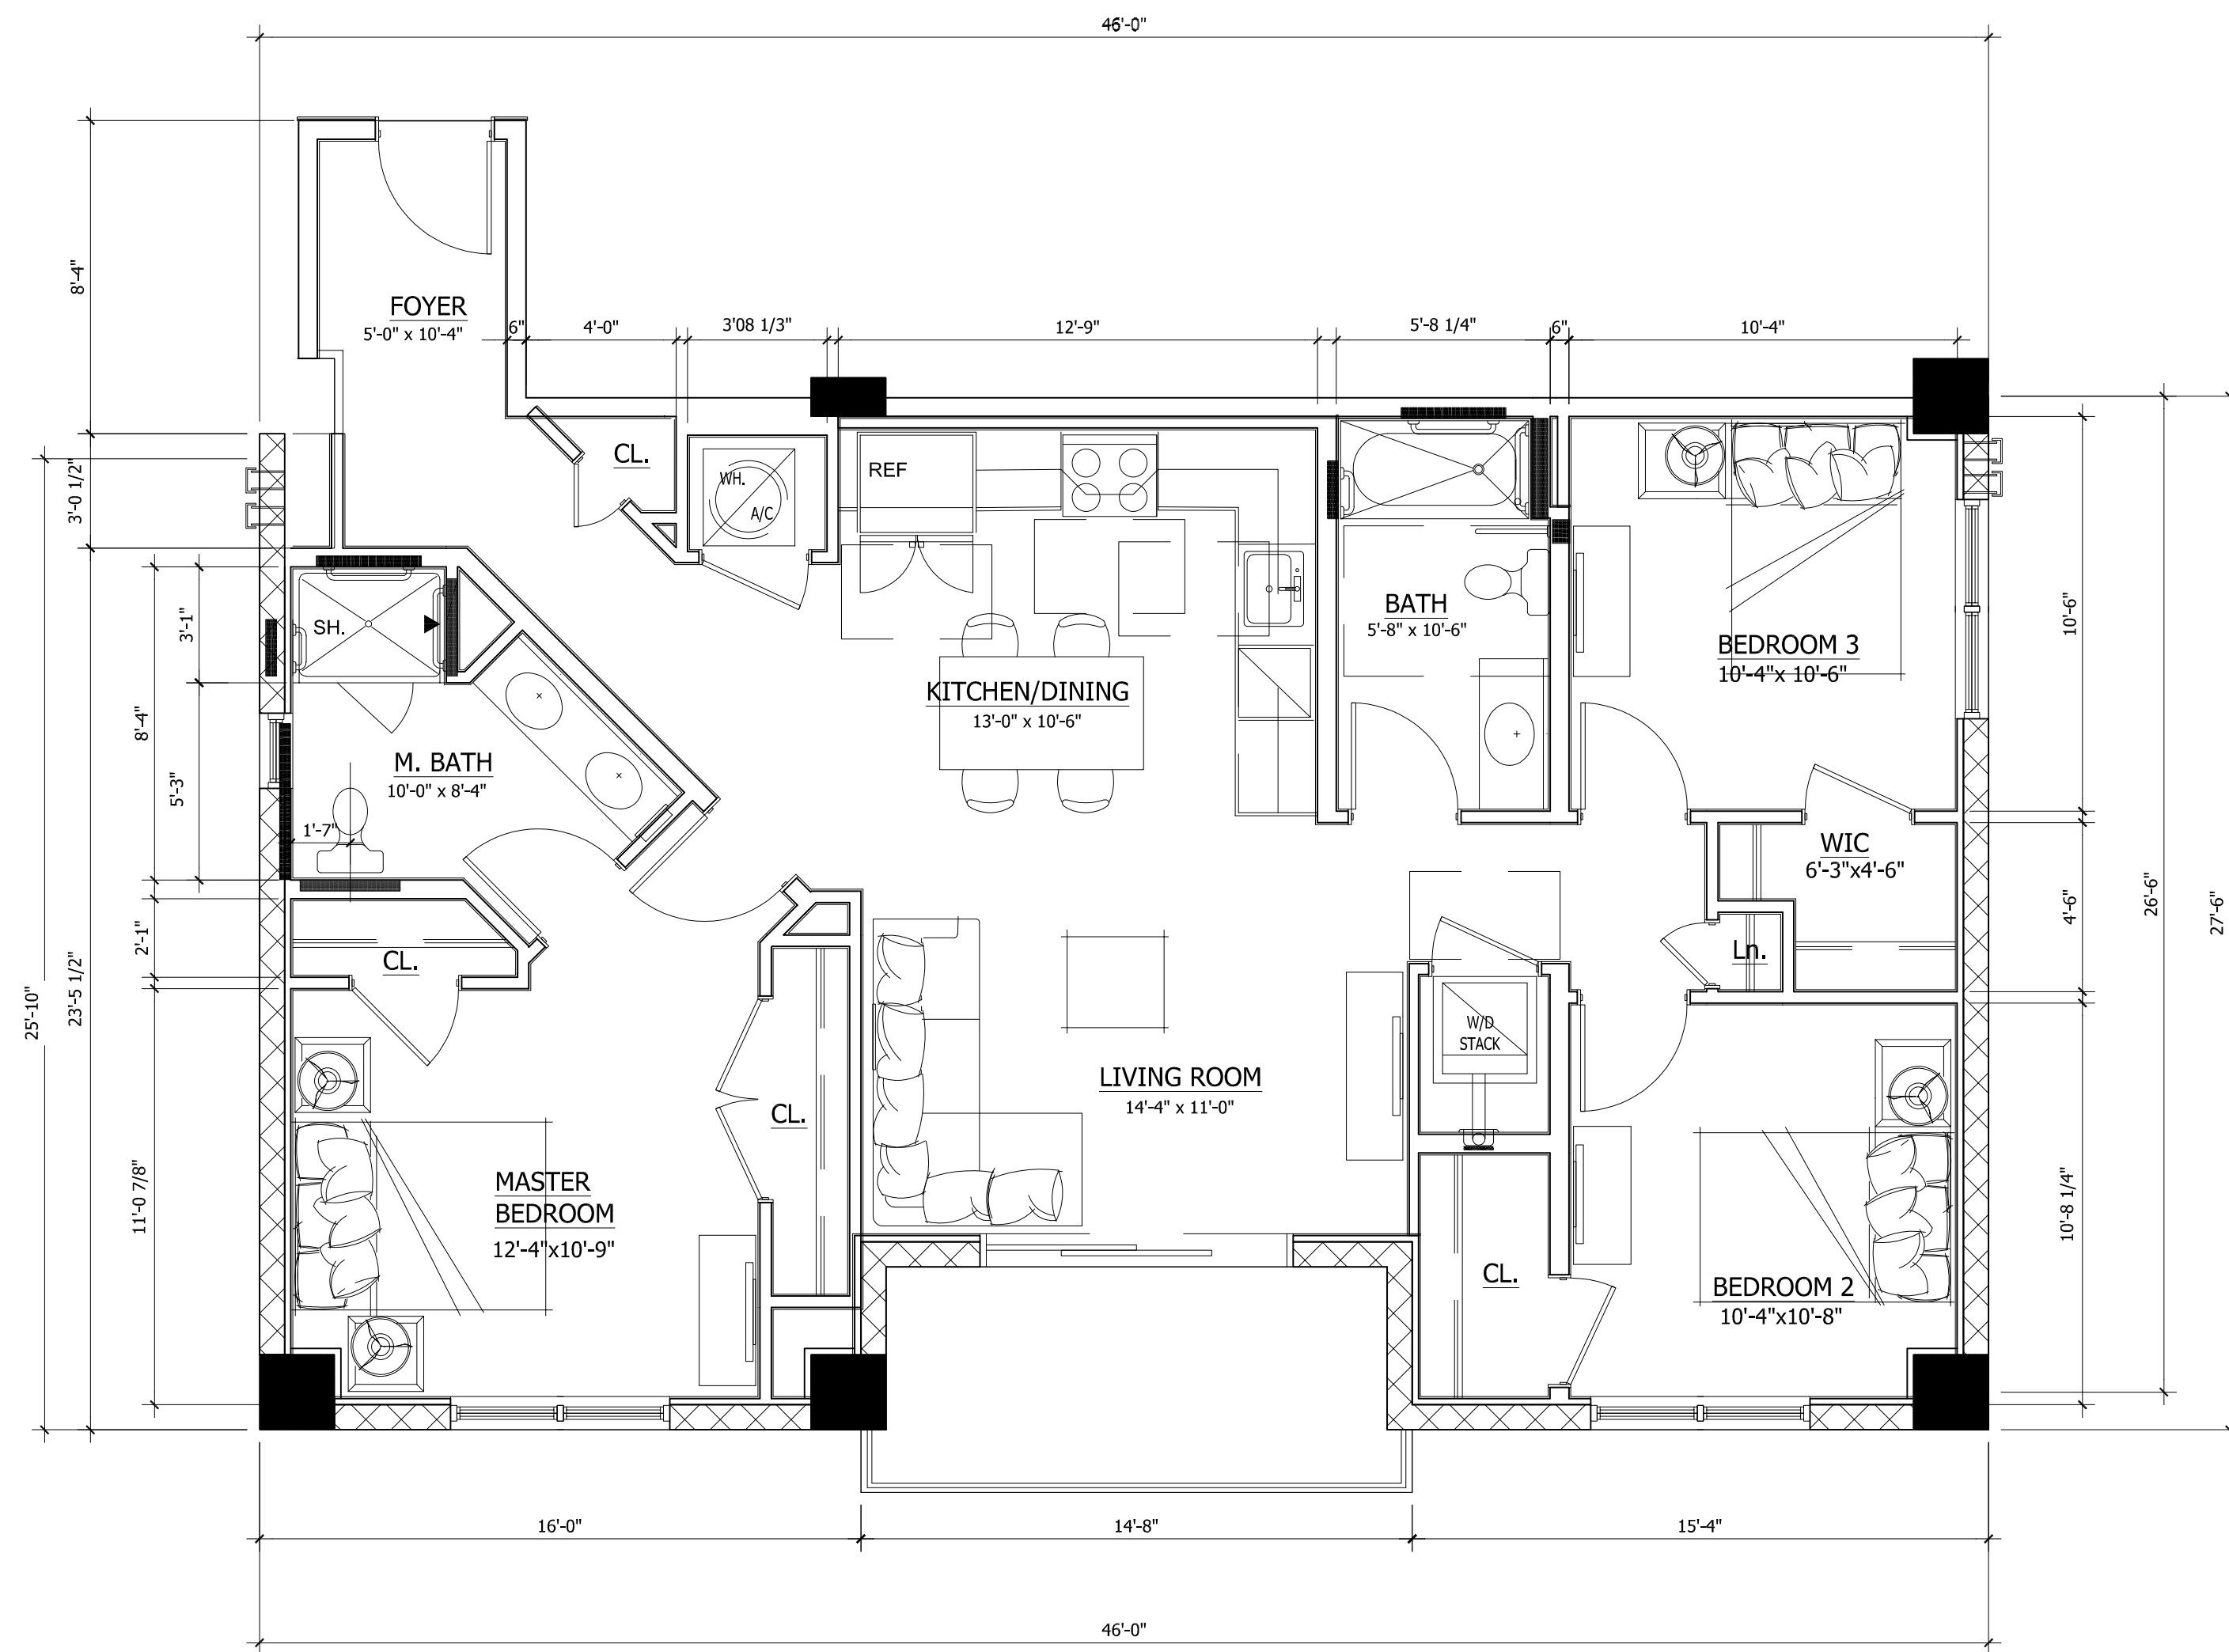 46'-0"
8'-4"
FOYER
5'-0" x 10'-4"
6"
4'-0"
3'08 1/3"
12'-9"
5'-8 1/4"
6"
10'-4"
3'-0 1/2"
CL.
WH.
A/C
REF
SH.
3'-1"
BATH
5'-8" x 10'-6"
BEDROOM 3
10'-4"x 10'-6"
10'-6"
KITCHEN/DINING
13'-0" x 10'-6"
8'-4"
5'-3"
M. BATH
10'-0" x 8'-4"
1'-7"
WIC
6'-3"x4'-6"
4'-6"
26'-6"
27'-6"
2'-1"
CL.
Ln.
25'-10"
23'-5 1/2"
W/D
STACK
LIVING ROOM
14'-4" x 11'-0"
CL.
11'-0 7/8"
MASTER
BEDROOM
12'-4"x10'-9"
10'-8 1/4"
CL.
BEDROOM 2
10'-4"x10'-8"
16'-0"
14'-8"
15'-4"
46'-0"